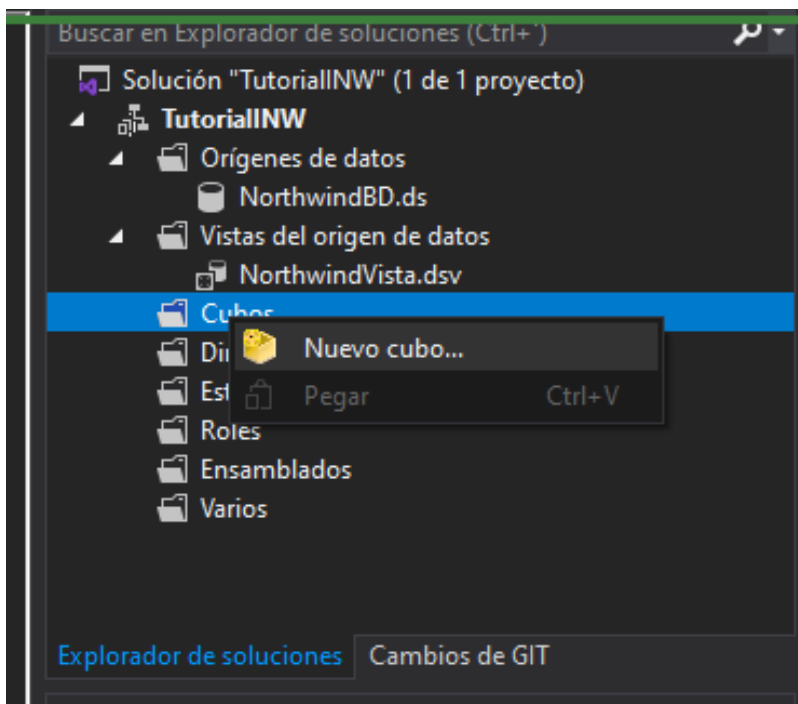 Buscar en Explorador de soluciones (Ctrl+')
Solución "TutorialINW" (1 de 1 proyecto)
TutorialINW
Orígenes de datos
NorthwindBD.ds
Vistas del origen de datos
NorthwindVista.dsv
Cubos
Nuevo cubo...
Pegar Ctrl+V
Roles
Ensamblados
Varios
Explorador de soluciones Cambios de GIT